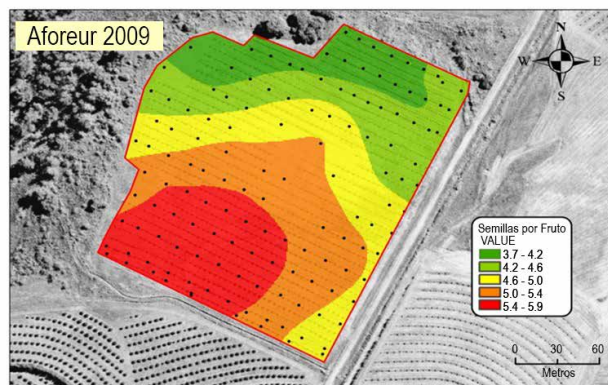 Aforeur 2009
N
W E
S
Semillas por Fruto
VALUE
3.7 - 4.2
4.2 - 4.6
4.6 - 5.0
5.0 - 5.4
5.4 - 5.9
0 30 60
Metros